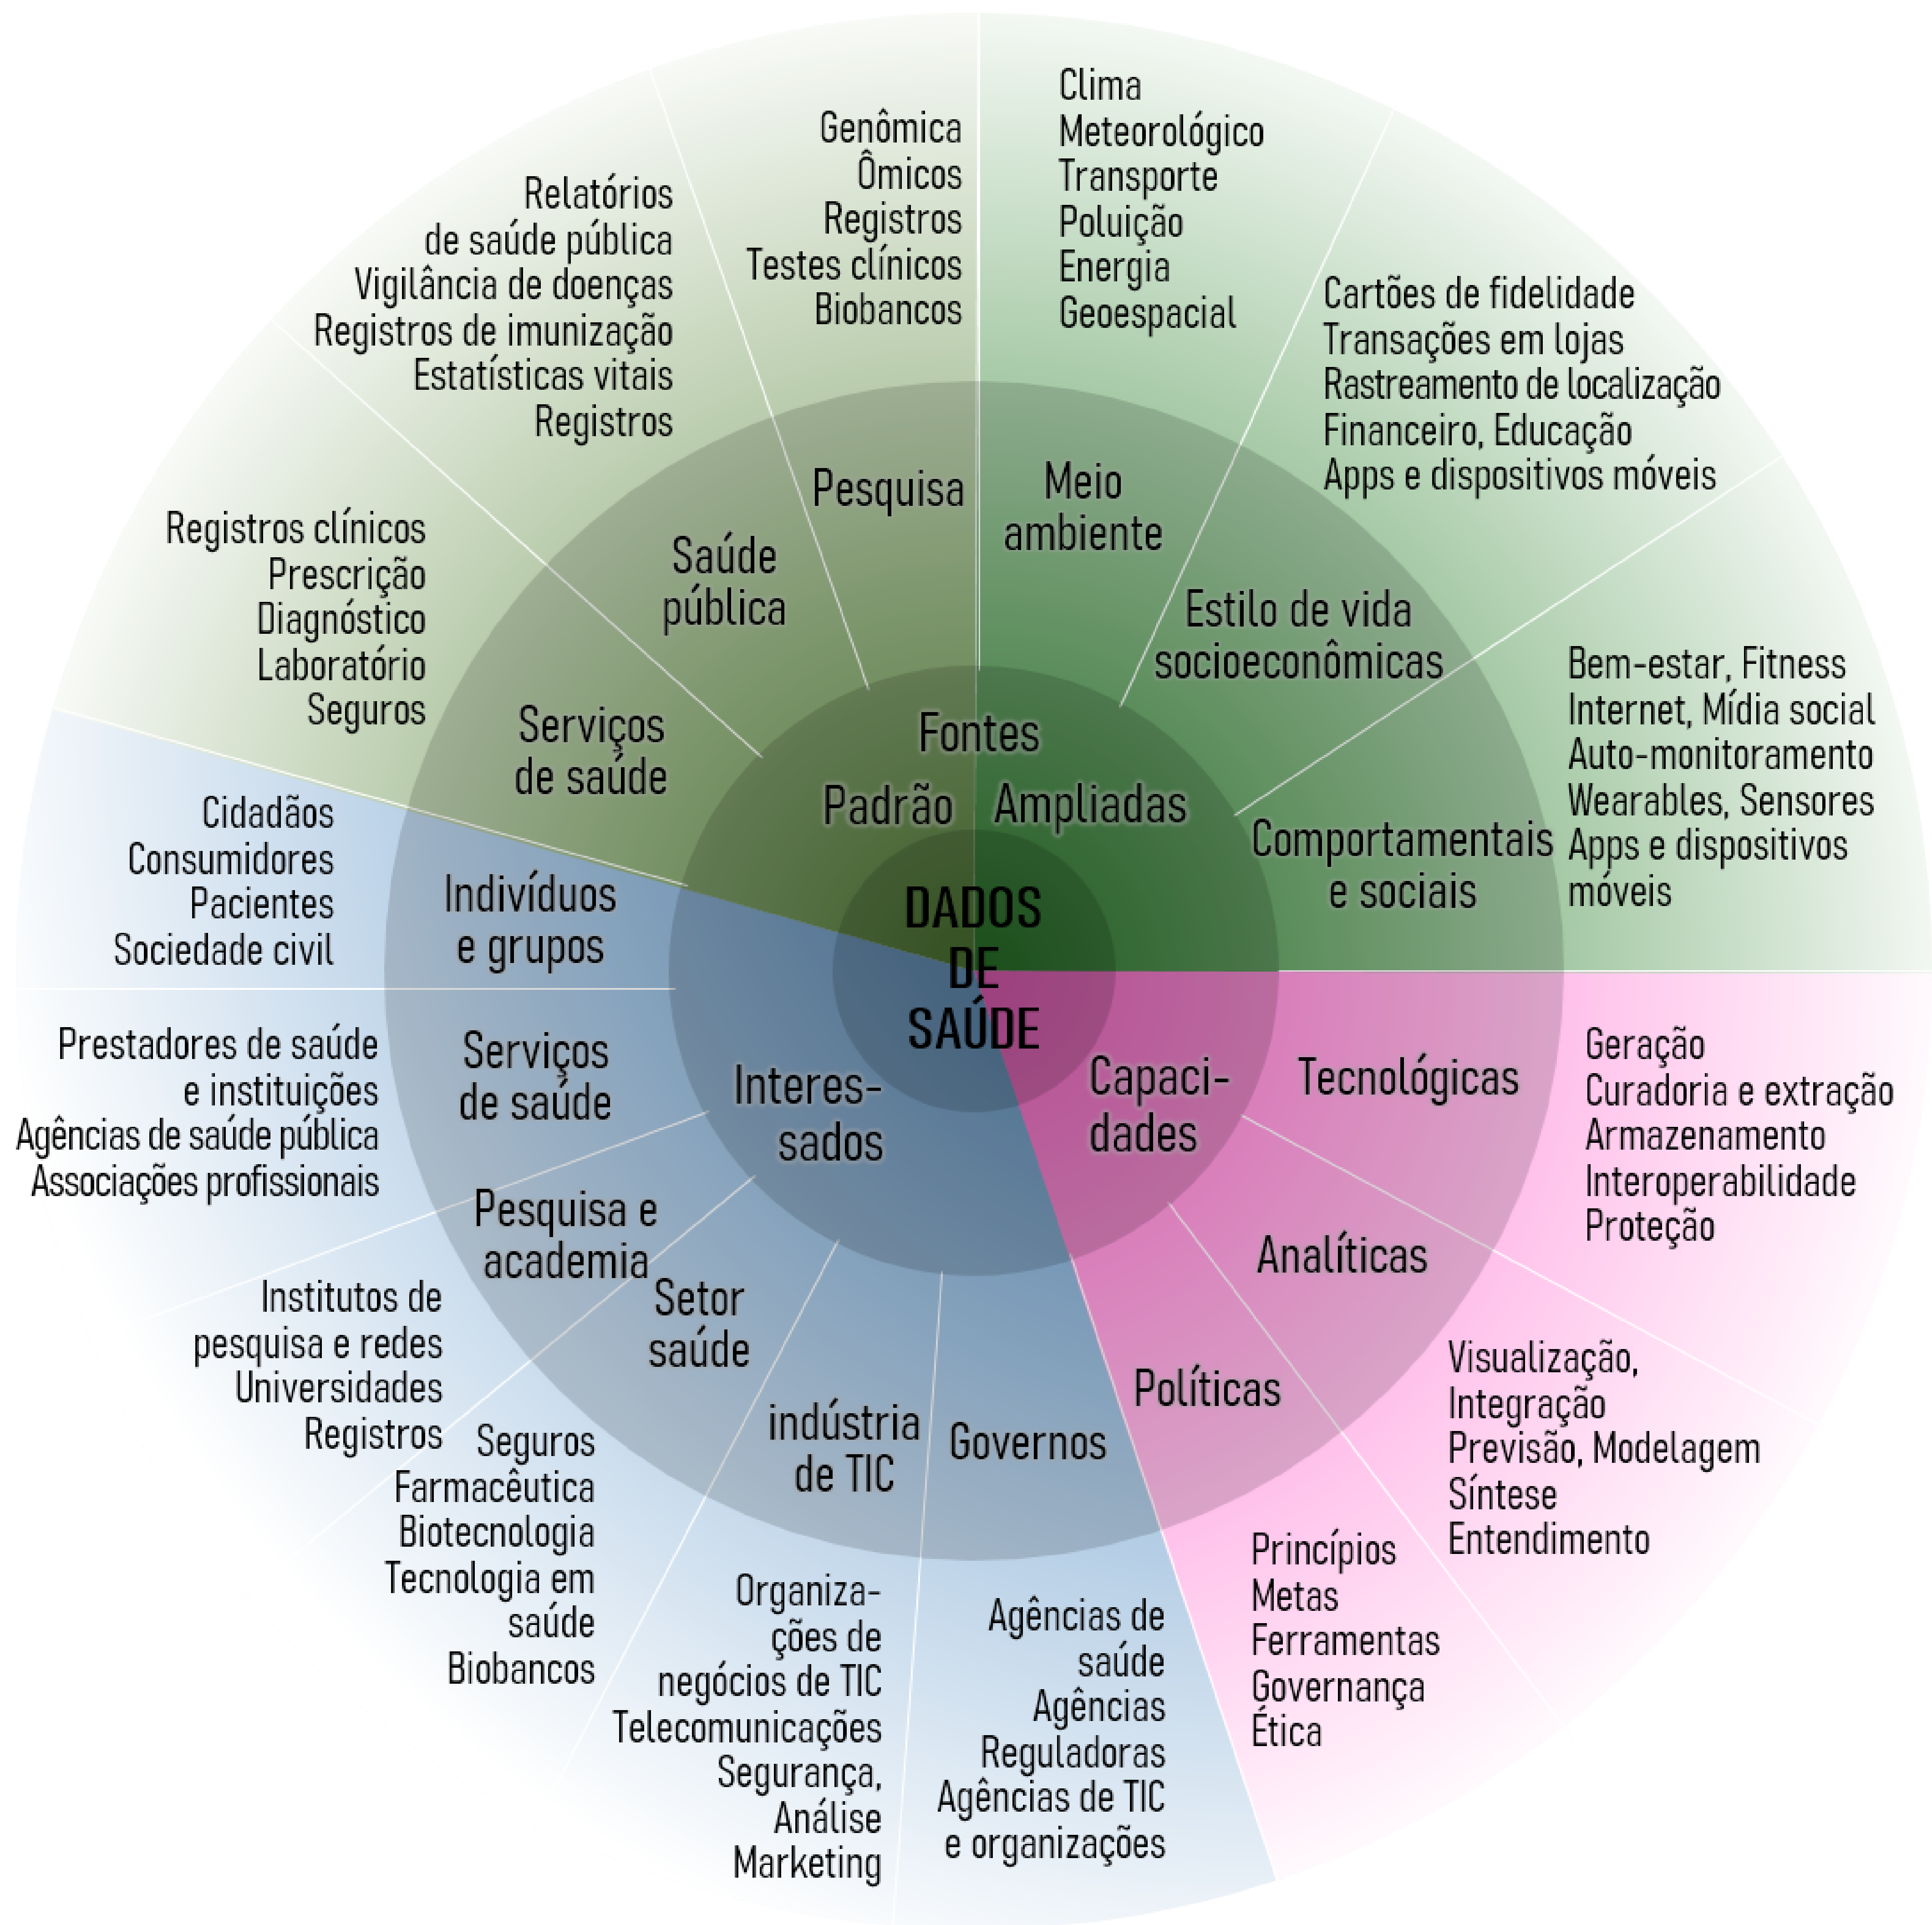 DADOS
DE
SAÚDE
Fontes
Padrão
Ampliadas
Pesquisa
Genômica
Ômicos
Registros
Testes clínicos
Biobancos
Saúde
pública
Relatórios
de saúde pública
Vigilância de doenças
Registros de imunização
Estatísticas vitais
Registros
Serviços
de saúde
Registros clínicos
Prescrição
Diagnóstico
Laboratório
Seguros
Meio
ambiente
Clima
Meteorológico
Transporte
Poluição
Energia
Geoespacial
Estilo de vida
socioeconômicas
Cartões de fidelidade
Transações em lojas
Rastreamento de localização
Financeiro, Educação
Apps e dispositivos móveis
Comportamentais
e sociais
Bem-estar, Fitness
Internet, Mídia social
Auto-monitoramento
Wearables, Sensores
Apps e dispositivos
móveis
Capaci-
dades
Tecnológicas
Geração
Curadoria e extração
Armazenamento
Interoperabilidade
Proteção
Analíticas
Visualização,
Integração
Previsão, Modelagem
Síntese
Entendimento
Políticas
Princípios
Metas
Ferramentas
Governança
Ética
Interes-
sados
Indivíduos
e grupos
Cidadãos
Consumidores
Pacientes
Sociedade civil
Serviços
de saúde
Prestadores de saúde
e instituições
Agências de saúde pública
Associações profissionais
Pesquisa e
academia
Institutos de
pesquisa e redes
Universidades
Registros
Setor
saúde
Seguros
Farmacêutica
Biotecnologia
Tecnologia em
saúde
Biobancos
indústria
de TIC
Organiza-
ções de
negócios de TIC
Telecomunicações
Segurança,
Análise
Marketing
Governos
Agências de
saúde
Agências
Reguladoras
Agências de TIC
e organizações